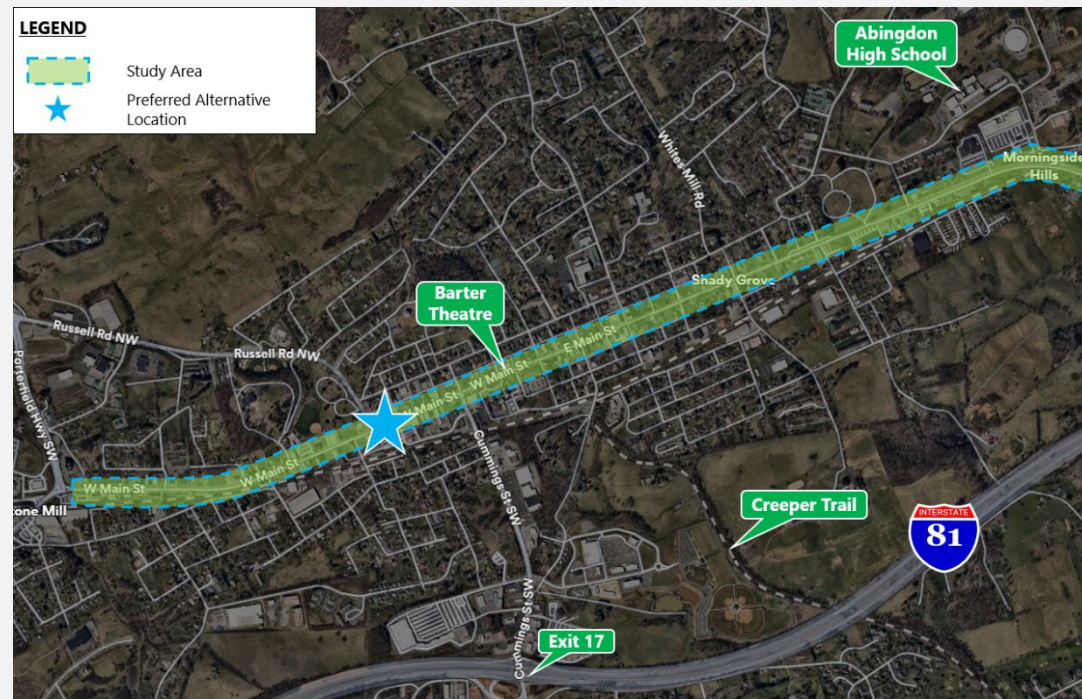 LEGEND
Study Area
Preferred Alternative
Location
Abingdon
High School
Whites Mill Rd
Morningside
Hills
Shady Grove
Barter
Theatre
E Main St
Russell Rd NW
Russell Rd NW
W Main St
Main St
Porterfield Hwy SW
W Main St
W Main St
Cummings St SW
tone Mill
Creeper Trail
INTERSTATE
81
Cummings St SW
Exit 17